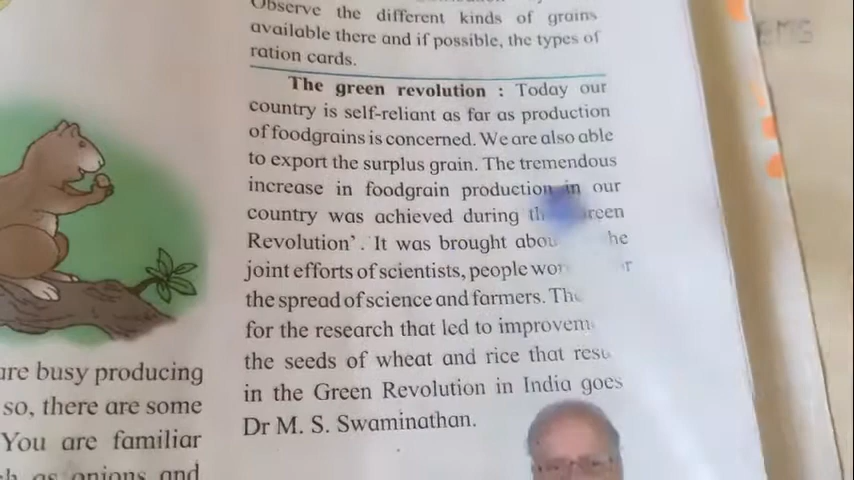 Observe the different kinds of grains
available there and if possible, the types of
ration cards.
The green revolution : Today our
country is self-reliant as far as production
of foodgrains is concerned. We are also able
to export the surplus grain. The tremendous
increase in foodgrain production in our
country was achieved during
Revolution'. It was brought
joint efforts of scientists, people
the spread of science and farmers.
for the research that led to
the seeds of wheat and rice that
in the Green Revolution in India goes
Dr M. S. Swaminathan.
are busy producing
so, there are some
You are familiar
as onions and